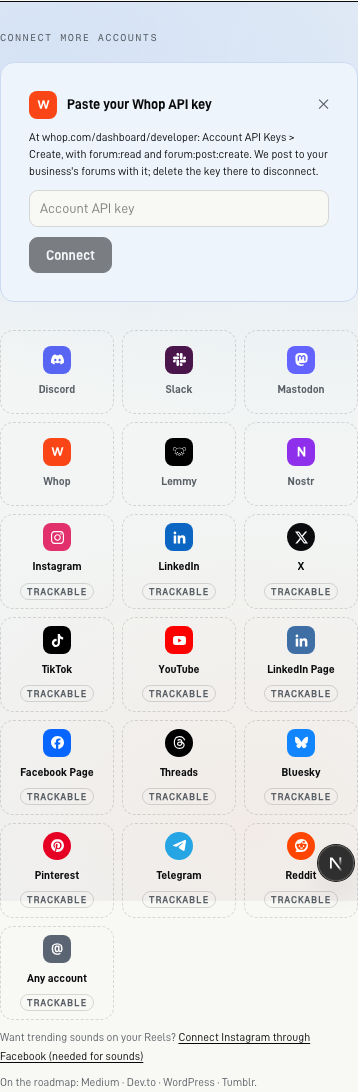 CONNECT MORE ACCOUNTS
W Paste your Whop API key
At whop.com/dashboard/developer: Account API Keys >
Create, with forum:read and forum:post:create. We post to your
business's forums with it; delete the key there to disconnect.
Account API key
Connect
Discord Slack Mastodon
W N
Whop Lemmy Nostr
in X
Instagram LinkedIn X
TRACKABLE TRACKABLE TRACKABLE
in
TikTok YouTube LinkedIn Page
TRACKABLE TRACKABLE TRACKABLE
Facebook Page Threads Bluesky
TRACKABLE TRACKABLE TRACKABLE
N
Pinterest Telegram Reddit
TRACKABLE TRACKABLE TRACKABLE
@
Any account
TRACKABLE
Want trending sounds on your Reels? Connect Instagram through
Facebook (needed for sounds)
On the roadmap: Medium · Dev.to · WordPress · Tumblr.